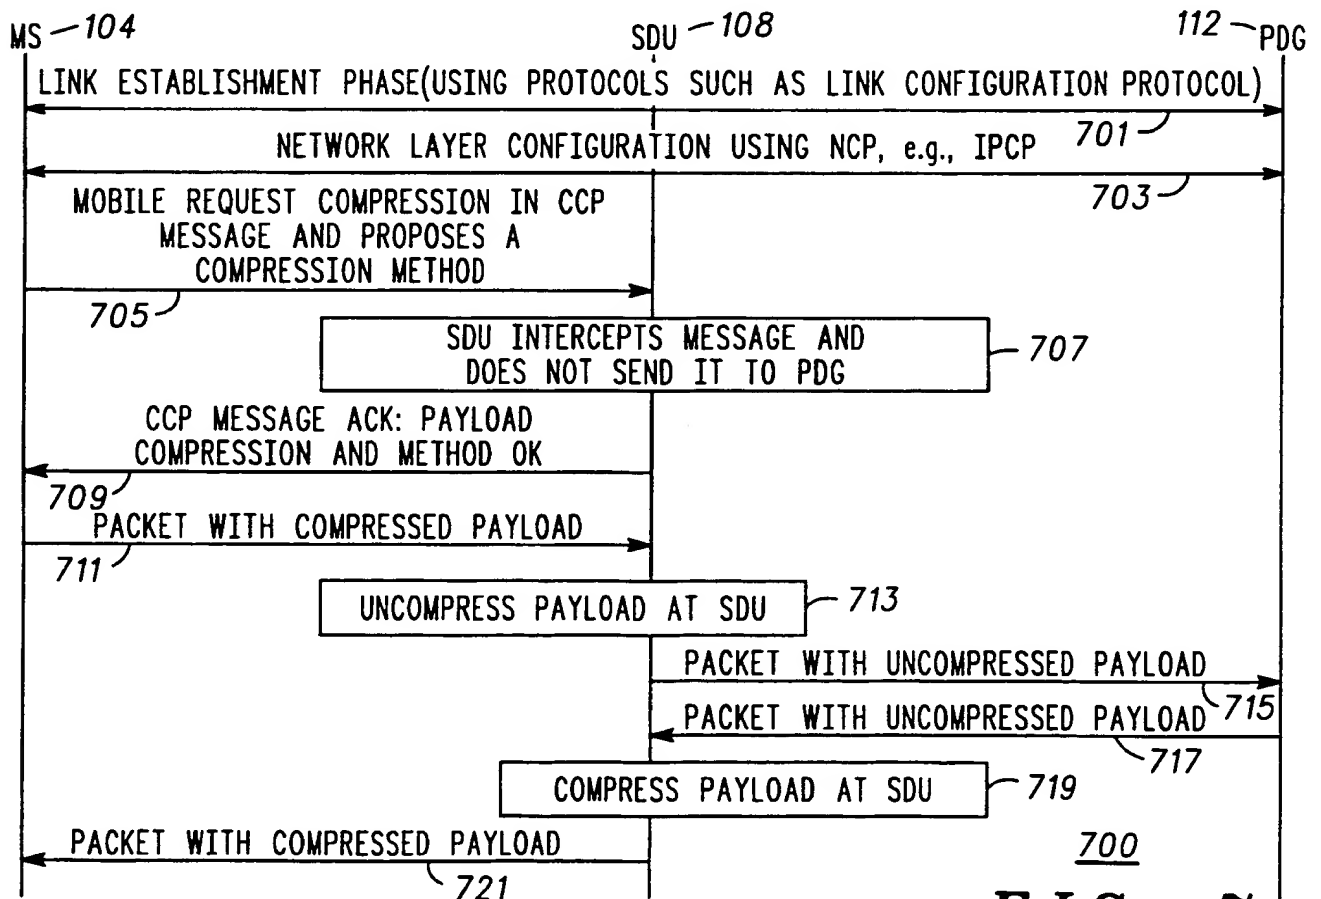 MS 104 SDU 108 112 PDG
LINK ESTABLISHMENT PHASE(USING PROTOCOLS SUCH AS LINK CONFIGURATION PROTOCOL)
701
NETWORK LAYER CONFIGURATION USING NCP, e.g., IPCP
703
MOBILE REQUEST COMPRESSION IN CCP
MESSAGE AND PROPOSES A
COMPRESSION METHOD
705
SDU INTERCEPTS MESSAGE AND
DOES NOT SEND IT TO PDG
707
CCP MESSAGE ACK: PAYLOAD
COMPRESSION AND METHOD OK
709
PACKET WITH COMPRESSED PAYLOAD
711
UNCOMPRESS PAYLOAD AT SDU
713
PACKET WITH UNCOMPRESSED PAYLOAD
715
PACKET WITH UNCOMPRESSED PAYLOAD
717
COMPRESS PAYLOAD AT SDU
719
PACKET WITH COMPRESSED PAYLOAD
721
700